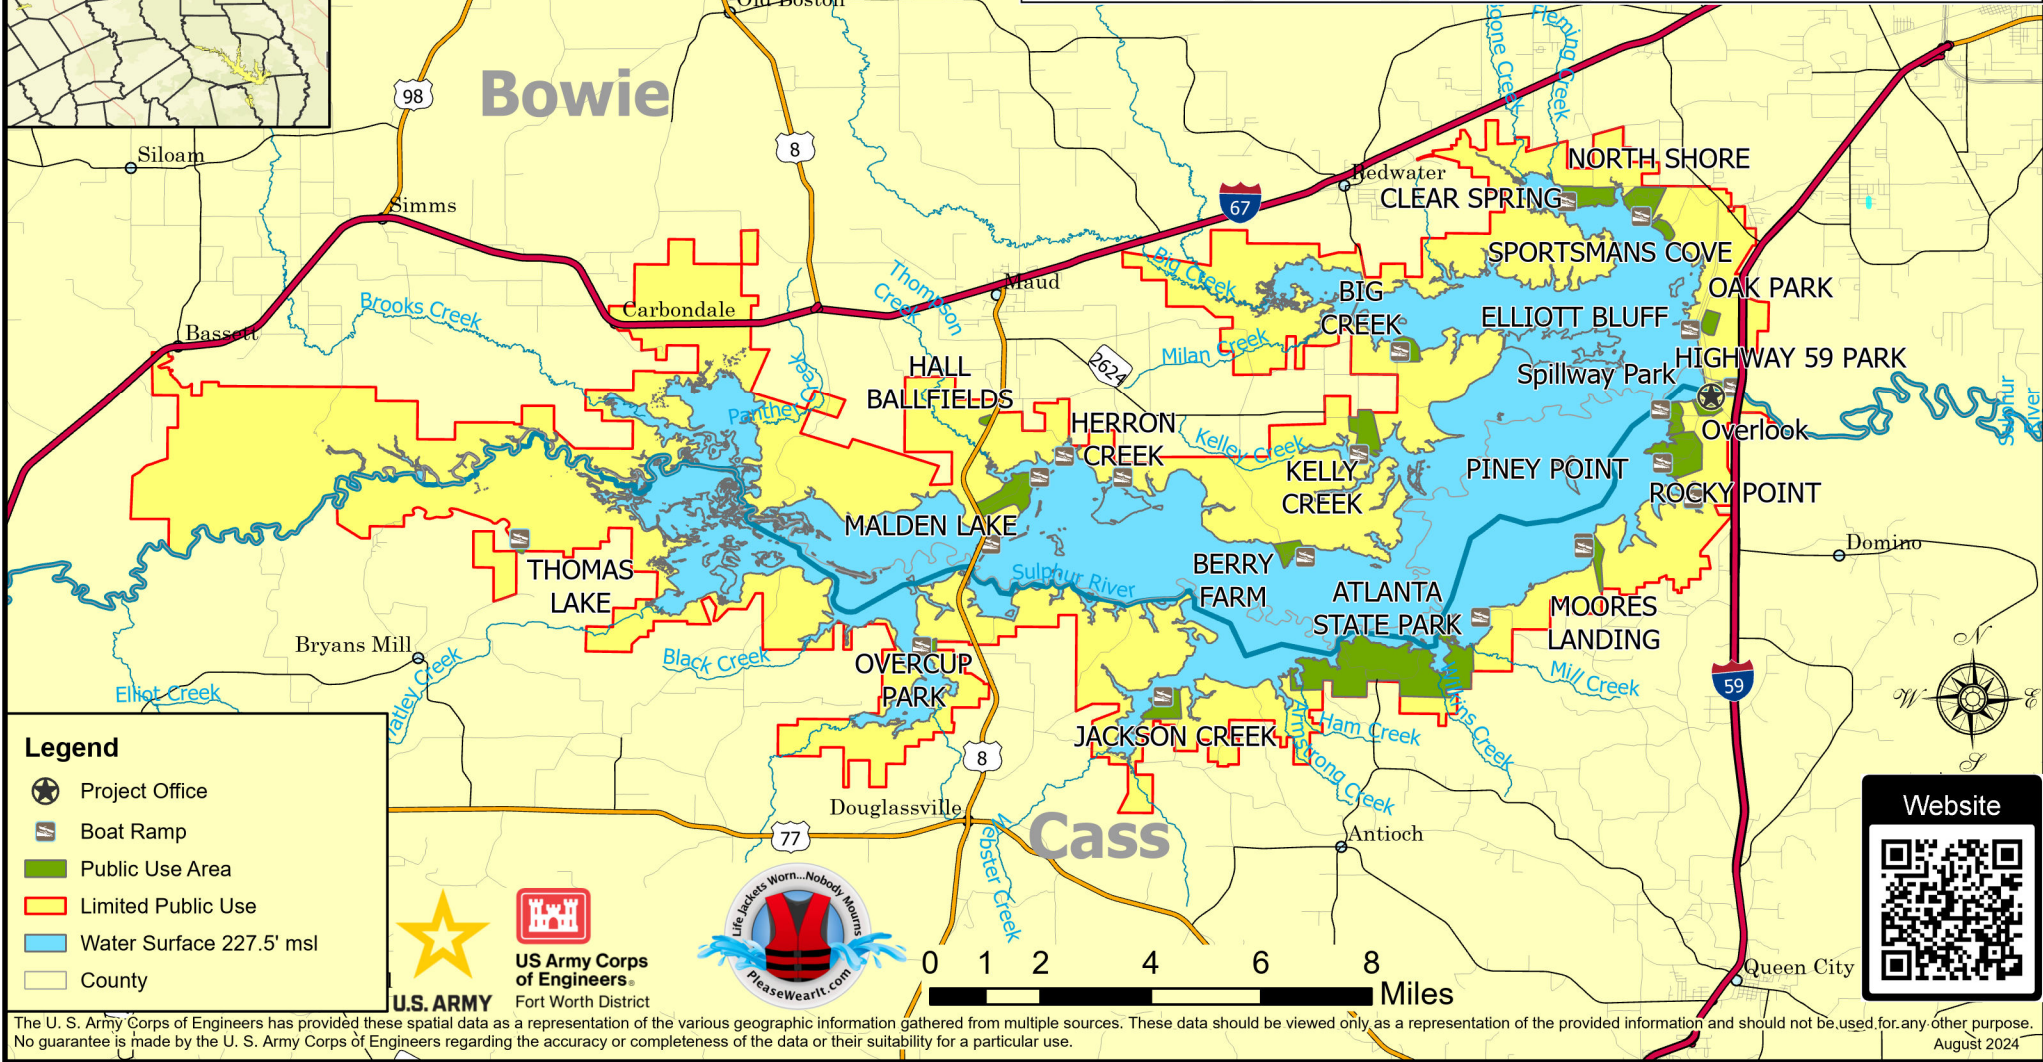 Old Boston
Boone Creek
Fleming Creek
98
Bowie
8
Siloam
NORTH SHORE
Redwater
CLEAR SPRING
67
Simms
SPORTSMANS COVE
Big Creek
Thompson
Creek
Maud
BIG
CREEK
OAK PARK
Brooks Creek
Carbondale
ELLIOTT BLUFF
Bassett
Milan Creek
2624
HIGHWAY 59 PARK
HALL
BALLFIELDS
Spillway Park
Panther Creek
HERRON
CREEK
Kelley Creek
Overlook
Sulphur
River
KELLY
CREEK
PINEY POINT
ROCKY POINT
MALDEN LAKE
Domino
THOMAS
LAKE
Sulphur River
BERRY
FARM
ATLANTA
STATE PARK
MOORES
LANDING
Bryans Mill
Black Creek
OVERCUP
PARK
Mill Creek
N
W
E
S
59
Elliot Creek
atley Creek
Wilkins Creek
JACKSON CREEK
Armstrong Creek
Ham Creek
8
Legend
Project Office
Boat Ramp
Public Use Area
Limited Public Use
Water Surface 227.5' msl
County
Douglassville
77
Cass
Webster Creek
Antioch
Website
Queen City
U.S. ARMY
US Army Corps
of Engineers®
Fort Worth District
Life Jackets Worn...Nobody Mourns
PleaseWearIt.com
0 1 2 4 6 8
Miles
The U. S. Army Corps of Engineers has provided these spatial data as a representation of the various geographic information gathered from multiple sources. These data should be viewed only as a representation of the provided information and should not be used for any other purpose.
No guarantee is made by the U. S. Army Corps of Engineers regarding the accuracy or completeness of the data or their suitability for a particular use.
August 2024